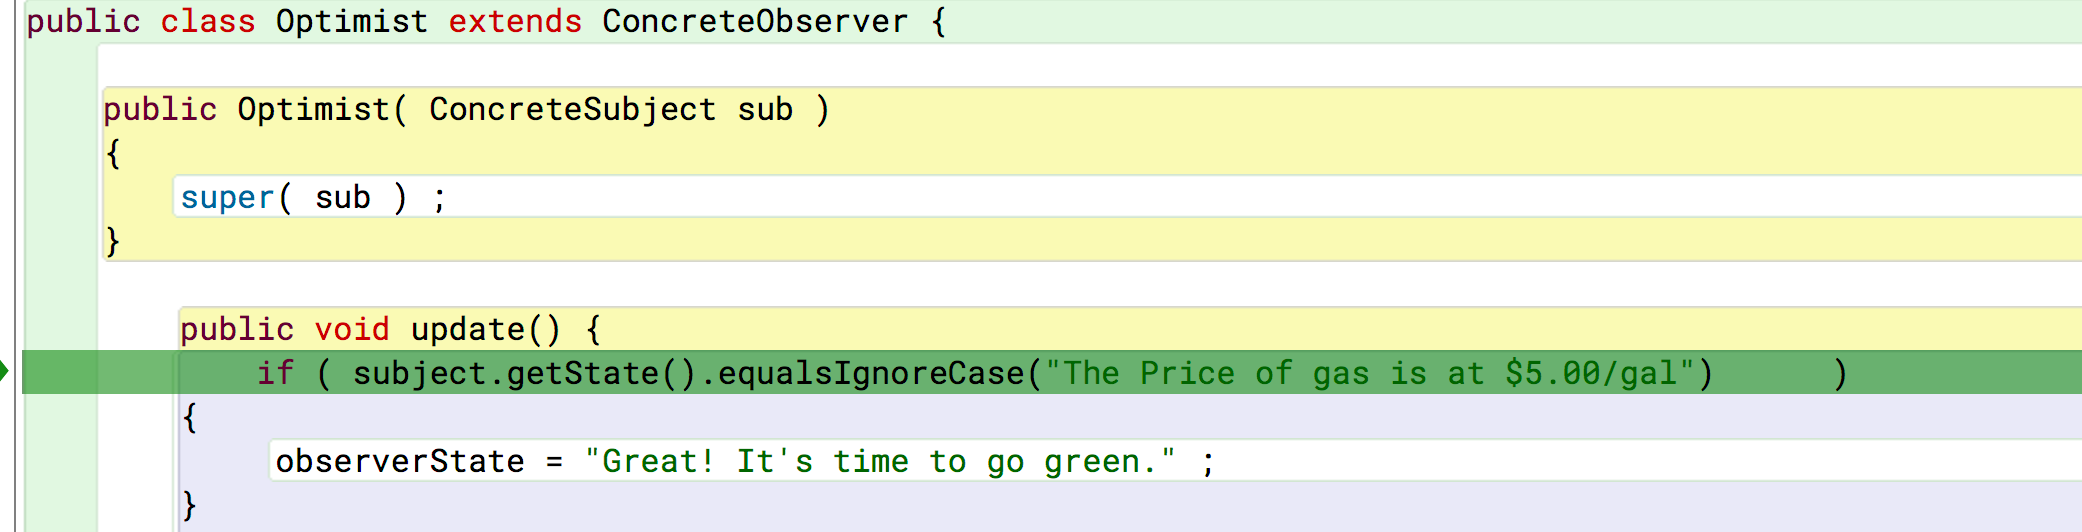 public class Optimist extends ConcreteObserver {
public Optimist( ConcreteSubject sub )
{
super( sub ) ;
}
public void update() {
if ( subject.getState().equalsIgnoreCase("The Price of gas is at $5.00/gal") )
{
observerState = "Great! It's time to go green." ;
}